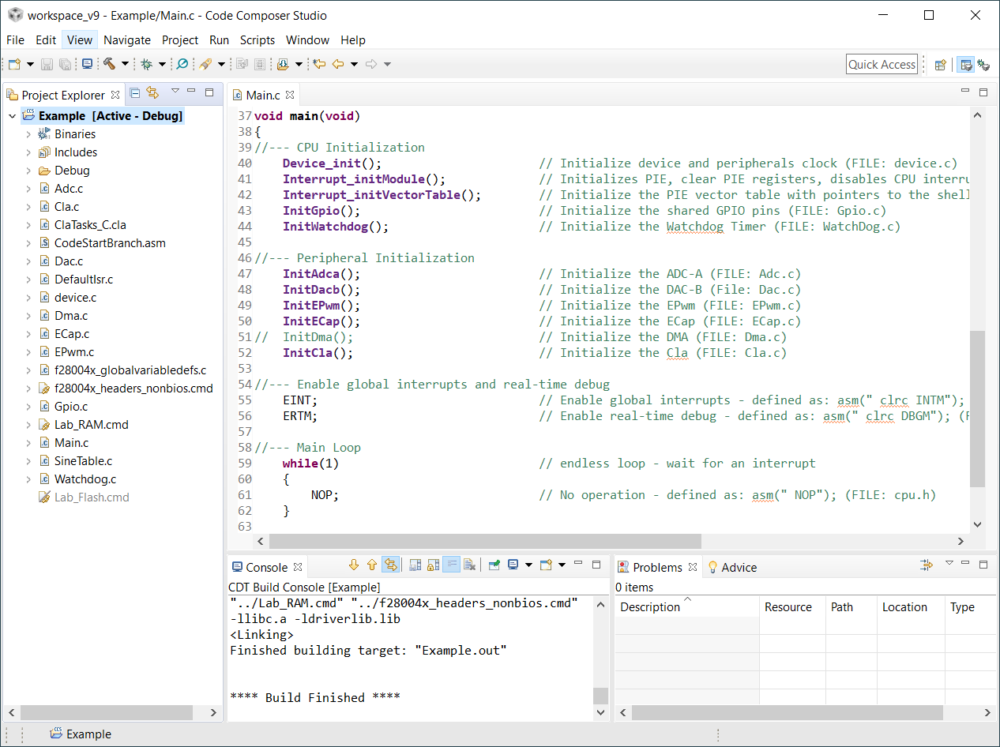 workspace_v9 - Example/Main.c - Code Composer Studio
File Edit View Navigate Project Run Scripts Window Help
Quick Access
Project Explorer
Example [Active - Debug]
Binaries
Includes
Debug
Adc.c
Cla.c
ClaTasks_C.cla
CodeStartBranch.asm
Dac.c
DefaultIsr.c
device.c
Dma.c
ECap.c
EPwm.c
f28004x_globalvariabledefs.c
f28004x_headers_nonbios.cmd
Gpio.c
Lab_RAM.cmd
Main.c
SineTable.c
Watchdog.c
Lab_Flash.cmd
Main.c
37 void main(void)
38 {
39 //--- CPU Initialization
40 Device_init(); // Initialize device and peripherals clock (FILE: device.c)
41 Interrupt_initModule(); // Initializes PIE, clear PIE registers, disables CPU interru
42 Interrupt_initVectorTable(); // Initialize the PIE vector table with pointers to the shell
43 InitGpio(); // Initialize the shared GPIO pins (FILE: Gpio.c)
44 InitWatchdog(); // Initialize the Watchdog Timer (FILE: WatchDog.c)
45
46 //--- Peripheral Initialization
47 InitAdca(); // Initialize the ADC-A (FILE: Adc.c)
48 InitDacb(); // Initialize the DAC-B (File: Dac.c)
49 InitEPwm(); // Initialize the EPwm (FILE: EPwm.c)
50 InitECap(); // Initialize the ECap (FILE: ECap.c)
51 // InitDma(); // Initialize the DMA (FILE: Dma.c)
52 InitCla(); // Initialize the Cla (FILE: Cla.c)
53
54 //--- Enable global interrupts and real-time debug
55 EINT; // Enable global interrupts - defined as: asm(" clrc INTM");
56 ERTM; // Enable real-time debug - defined as: asm(" clrc DBGM"); (F
57
58 //--- Main Loop
59 while(1) // endless loop - wait for an interrupt
60 {
61 NOP; // No operation - defined as: asm(" NOP"); (FILE: cpu.h)
62 }
63
Console
CDT Build Console [Example]
"../Lab_RAM.cmd" "../f28004x_headers_nonbios.cmd"
-llibc.a -ldriverlib.lib
<Linking>
Finished building target: "Example.out"
**** Build Finished ****
Problems Advice
0 items
Description Resource Path Location Type
Example